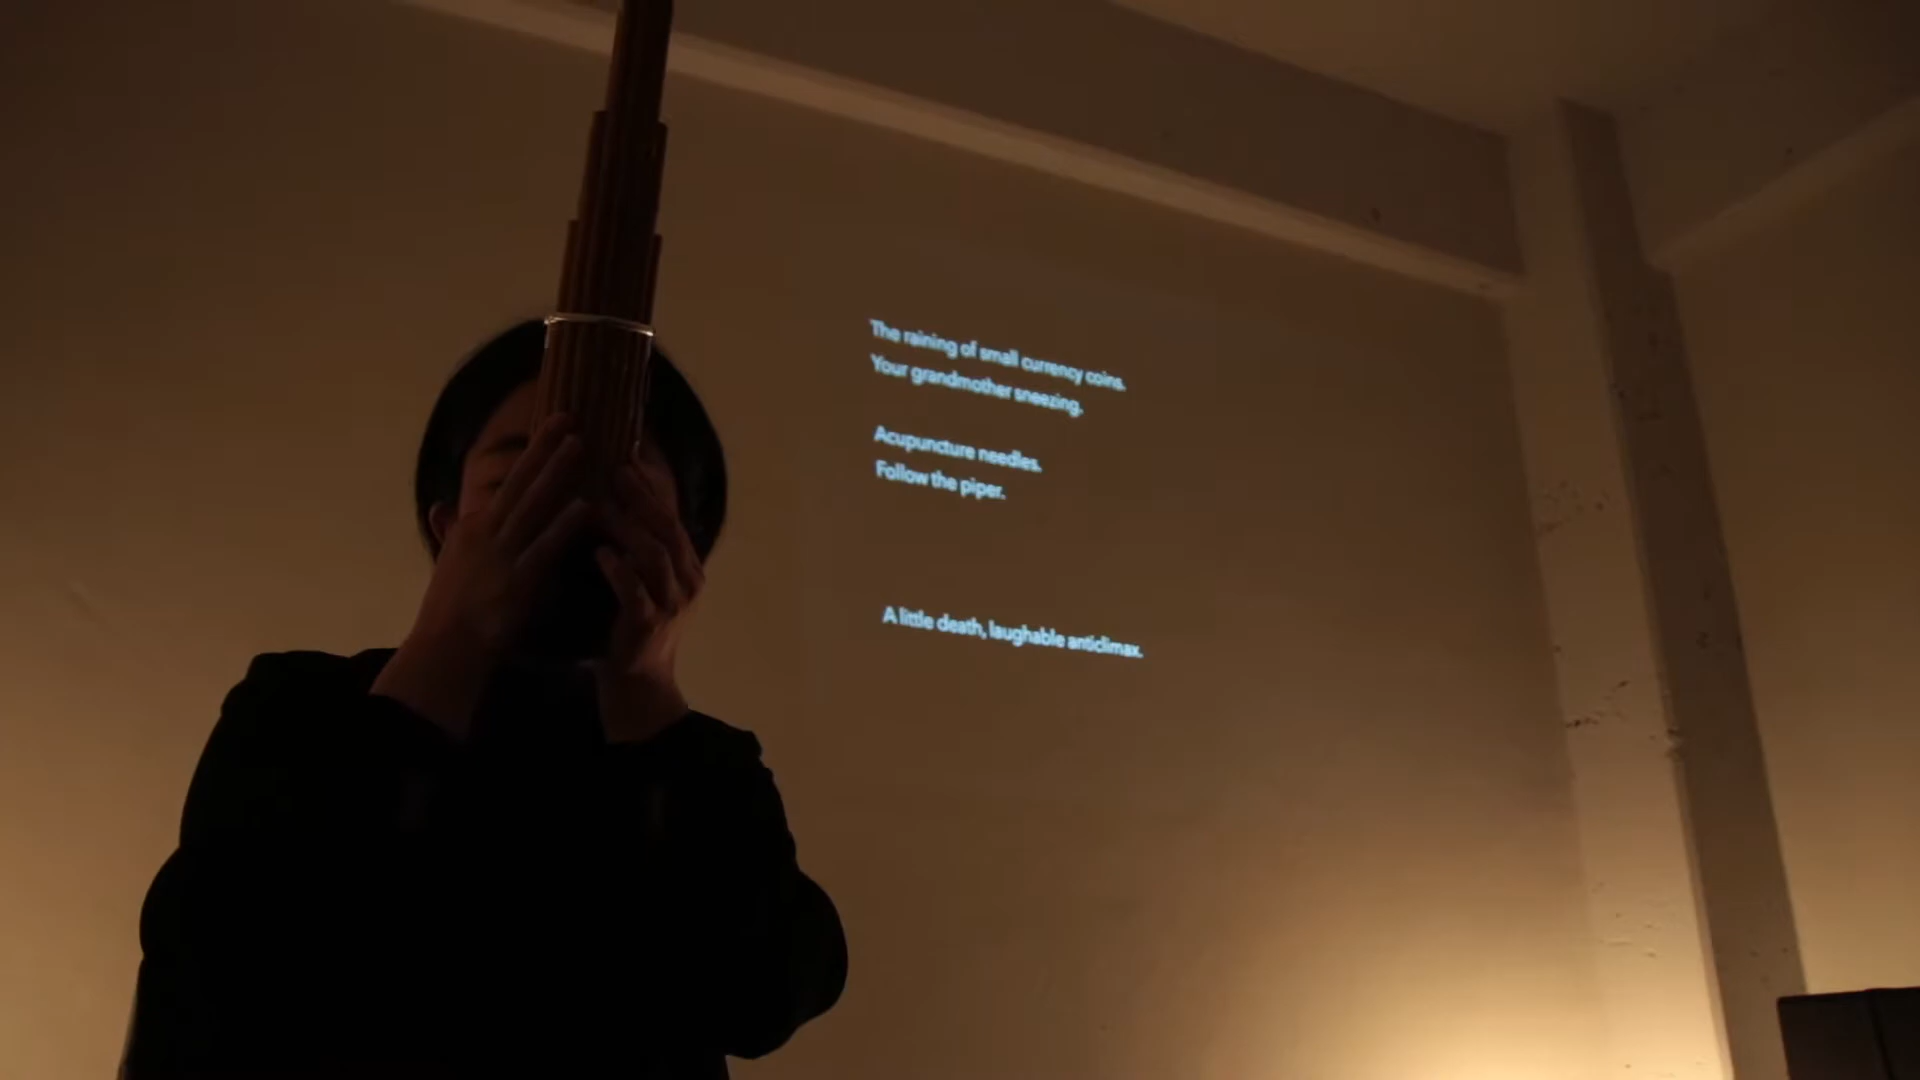 The raining of small currency coins.
Your grandmother sneezing.
Acupuncture needles.
Follow the piper.
A little death, laughable anticlimax.